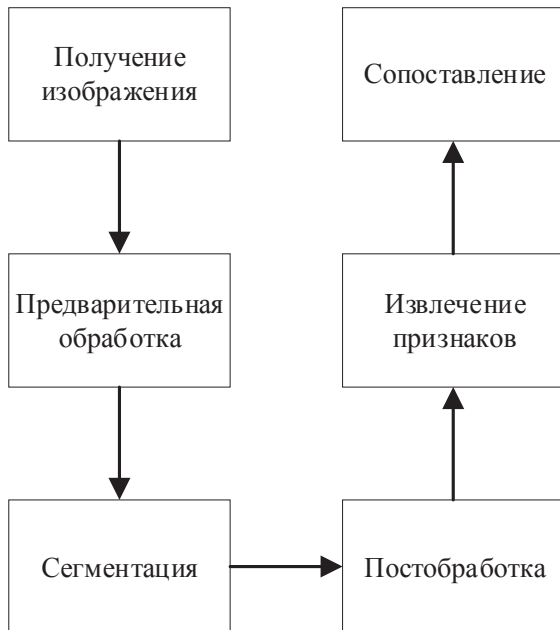 Получение
изображения
Предварительная
обработка
Сегментация
Постобработка
Извлечение
признаков
Сопоставление